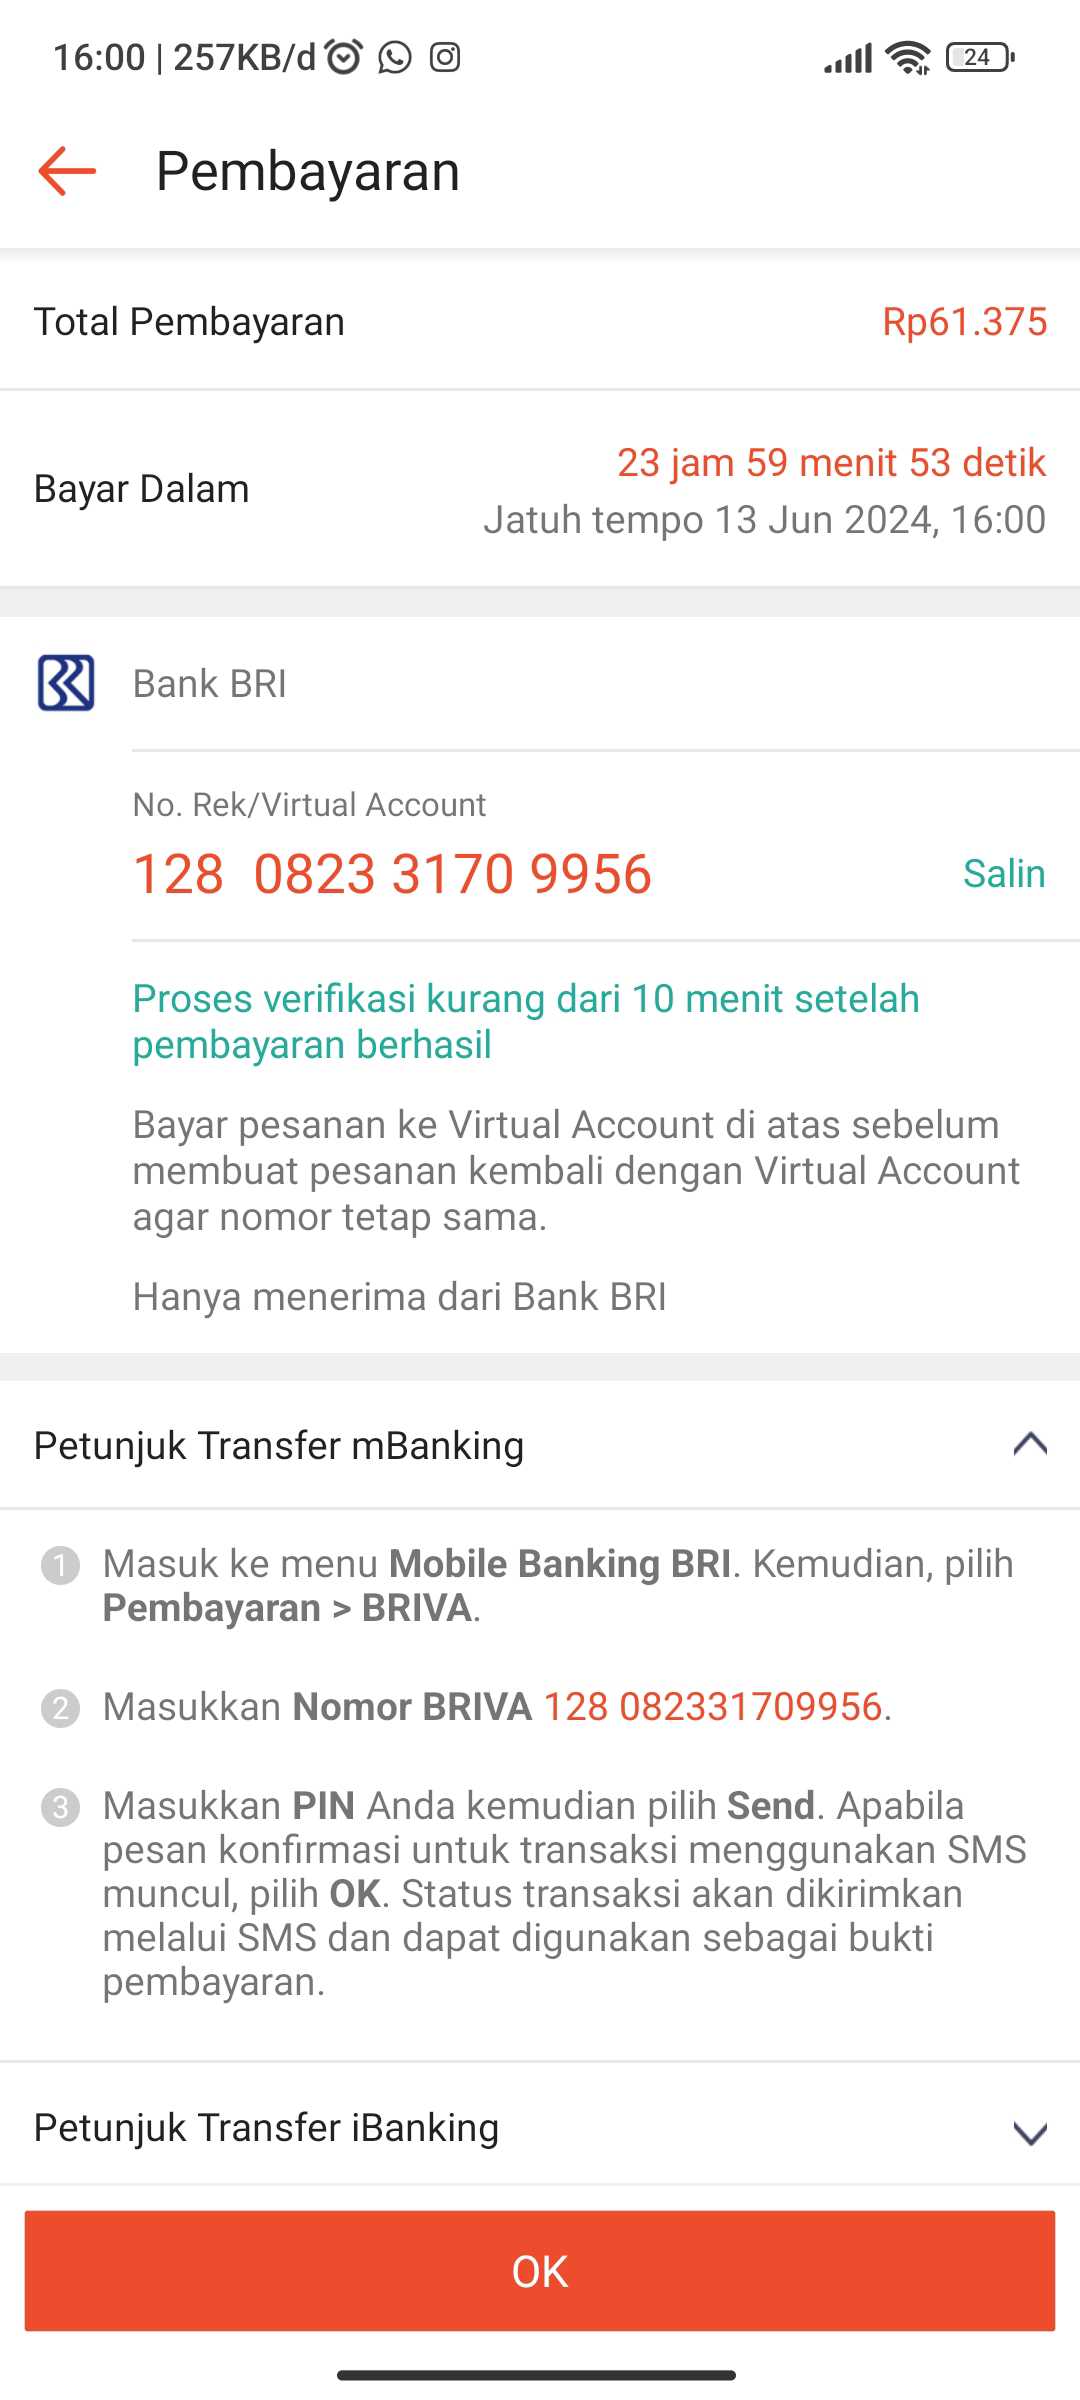 16:00 | 257KB/d 24
Pembayaran
Total Pembayaran Rp61.375
23 jam 59 menit 53 detik
Bayar Dalam
Jatuh tempo 13 Jun 2024, 16:00
Bank BRI
No. Rek/Virtual Account
128 0823 3170 9956 Salin
Proses verifikasi kurang dari 10 menit setelah
pembayaran berhasil
Bayar pesanan ke Virtual Account di atas sebelum
membuat pesanan kembali dengan Virtual Account
agar nomor tetap sama.
Hanya menerima dari Bank BRI
Petunjuk Transfer mBanking
1 Masuk ke menu Mobile Banking BRI. Kemudian, pilih
Pembayaran > BRIVA.
2 Masukkan Nomor BRIVA 128 082331709956.
3 Masukkan PIN Anda kemudian pilih Send. Apabila
pesan konfirmasi untuk transaksi menggunakan SMS
muncul, pilih OK. Status transaksi akan dikirimkan
melalui SMS dan dapat digunakan sebagai bukti
pembayaran.
Petunjuk Transfer iBanking
OK